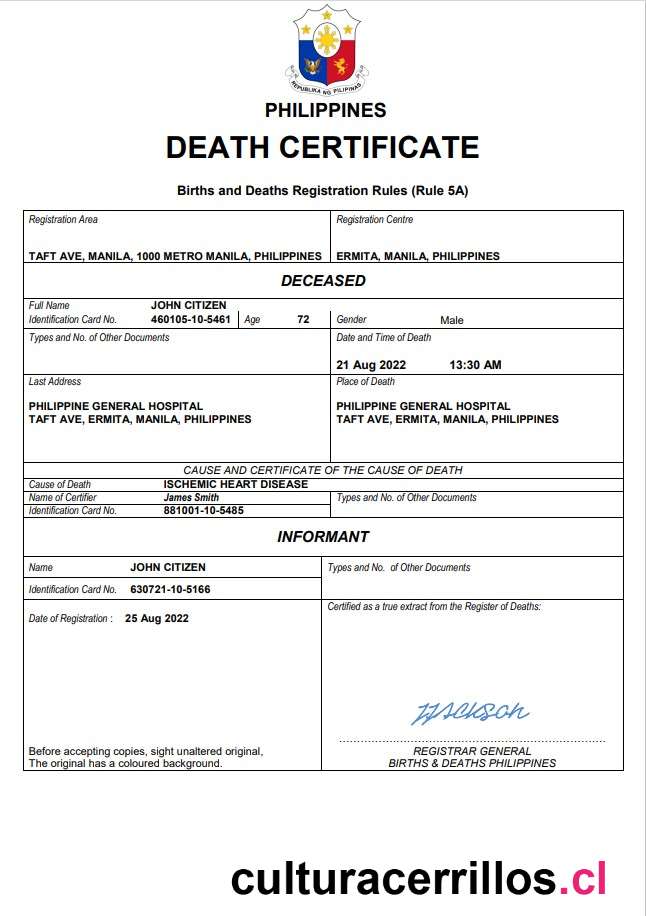 REPUBLIKA NG PILIPINAS
PHILIPPINES
DEATH CERTIFICATE
Births and Deaths Registration Rules (Rule 5A)
Registration Area
Registration Centre
TAFT AVE, MANILA, 1000 METRO MANILA, PHILIPPINES
ERMITA, MANILA, PHILIPPINES
DECEASED
Full Name JOHN CITIZEN
Identification Card No. 460105-10-5461 Age 72 Gender Male
Types and No. of Other Documents
Date and Time of Death
21 Aug 2022 13:30 AM
Last Address
PHILIPPINE GENERAL HOSPITAL
TAFT AVE, ERMITA, MANILA, PHILIPPINES
Place of Death
PHILIPPINE GENERAL HOSPITAL
TAFT AVE, ERMITA, MANILA, PHILIPPINES
CAUSE AND CERTIFICATE OF THE CAUSE OF DEATH
Cause of Death ISCHEMIC HEART DISEASE
Name of Certifier James Smith
Identification Card No. 881001-10-5485
Types and No. of Other Documents
INFORMANT
Name JOHN CITIZEN
Identification Card No. 630721-10-5166
Types and No. of Other Documents
Date of Registration : 25 Aug 2022
Before accepting copies, sight unaltered original,
The original has a coloured background.
Certified as a true extract from the Register of Deaths:
REGISTRAR GENERAL
BIRTHS & DEATHS PHILIPPINES
culturacerrillos.cl